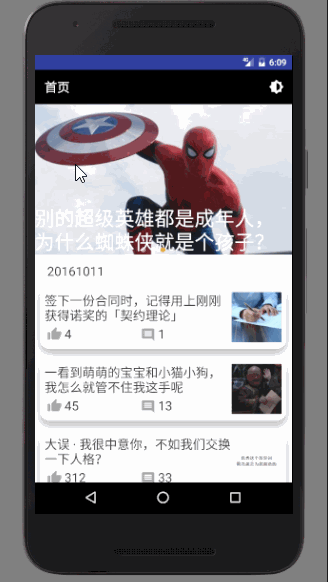 6:09
首页
别的超级英雄都是成年人，
为什么蜘蛛侠就是个孩子？
20161011
签下一份合同时，记得用上刚刚
获得诺奖的「契约理论」
4 1
一看到萌萌的宝宝和小猫小狗，
我怎么就管不住我这手呢
45 13
大误 · 我很中意你，不如我们交换
一下人格？
312 33